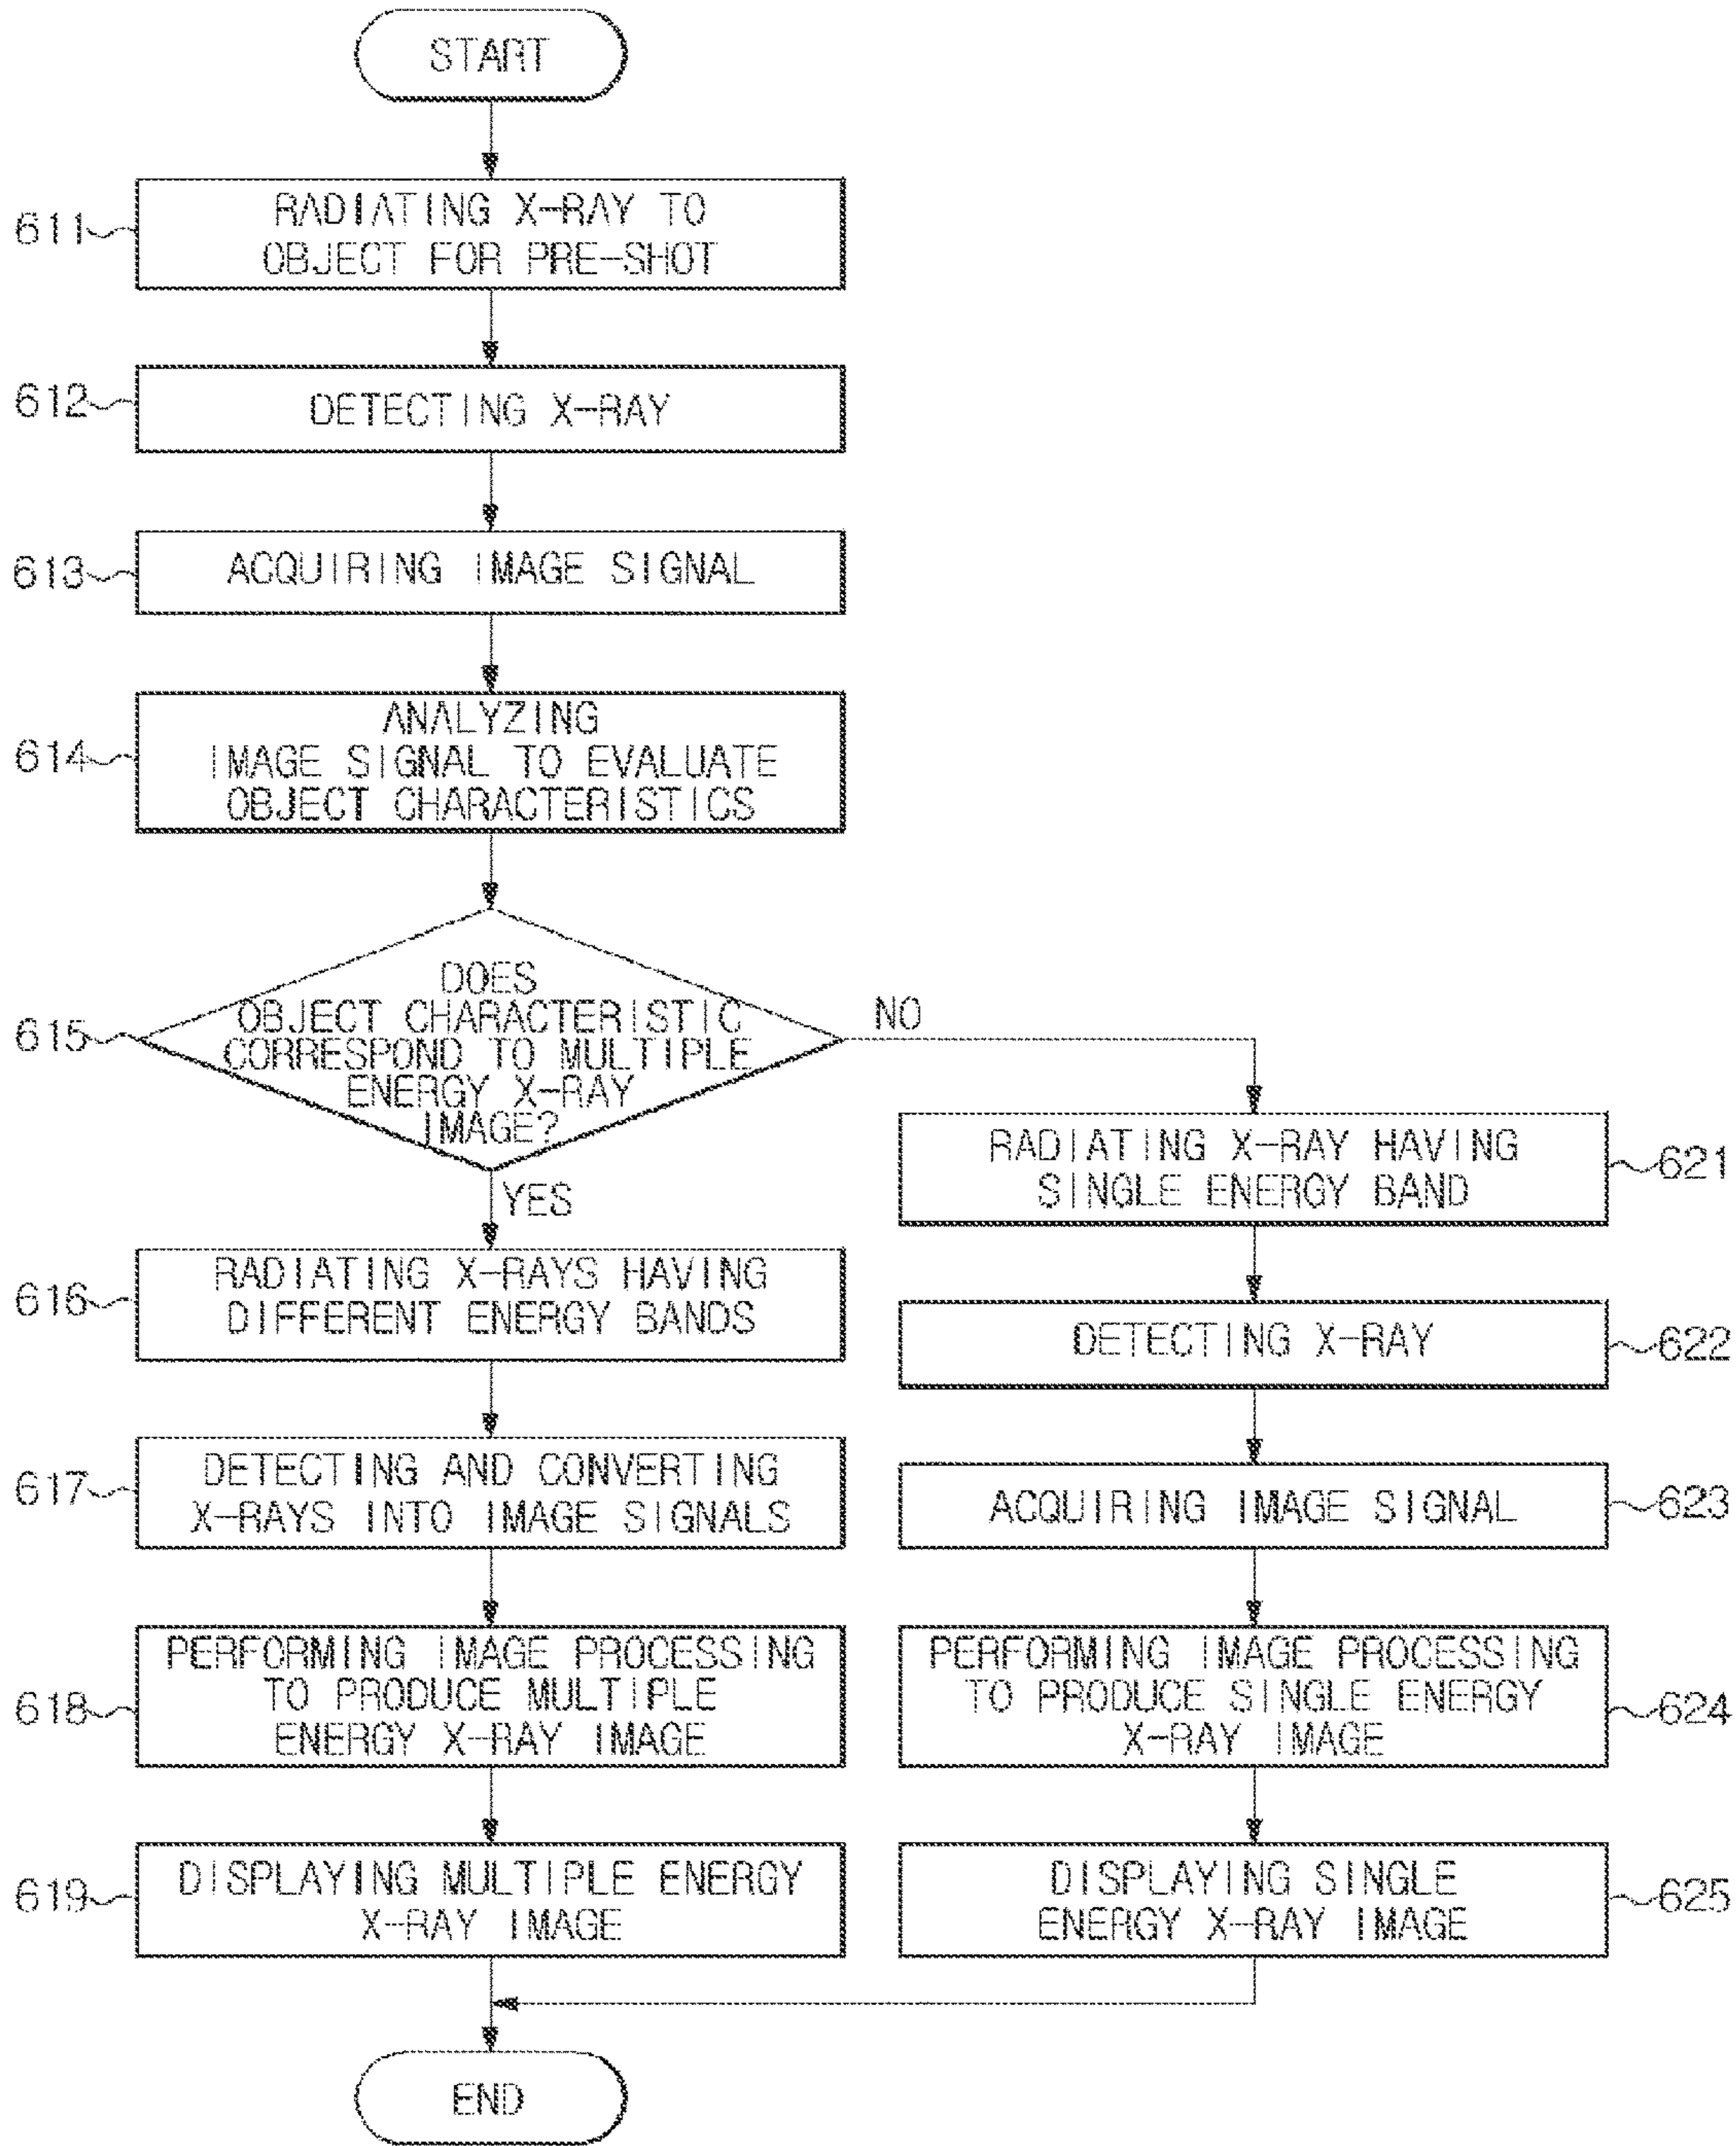 START
611
RADIATING X-RAY TO
OBJECT FOR PRE-SHOT
612
DETECTING X-RAY
613
ACQUIRING IMAGE SIGNAL
614
ANALYZING
IMAGE SIGNAL TO EVALUATE
OBJECT CHARACTERISTICS
615
DOES
OBJECT CHARACTERISTIC
CORRESPOND TO MULTIPLE
ENERGY X-RAY
IMAGE?
NO
YES
616
RADIATING X-RAYS HAVING
DIFFERENT ENERGY BANDS
617
DETECTING AND CONVERTING
X-RAYS INTO IMAGE SIGNALS
618
PERFORMING IMAGE PROCESSING
TO PRODUCE MULTIPLE
ENERGY X-RAY IMAGE
619
DISPLAYING MULTIPLE ENERGY
X-RAY IMAGE
RADIATING X-RAY HAVING
SINGLE ENERGY BAND
621
DETECTING X-RAY
622
ACQUIRING IMAGE SIGNAL
623
PERFORMING IMAGE PROCESSING
TO PRODUCE SINGLE ENERGY
X-RAY IMAGE
624
DISPLAYING SINGLE
ENERGY X-RAY IMAGE
625
END